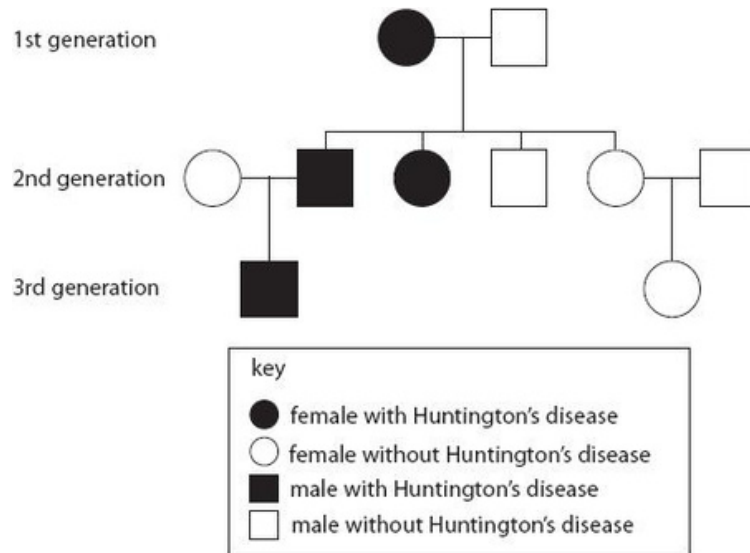 1st generation
2nd generation
3rd generation
key
female with Huntington's disease
female without Huntington's disease
male with Huntington's disease
male without Huntington's disease